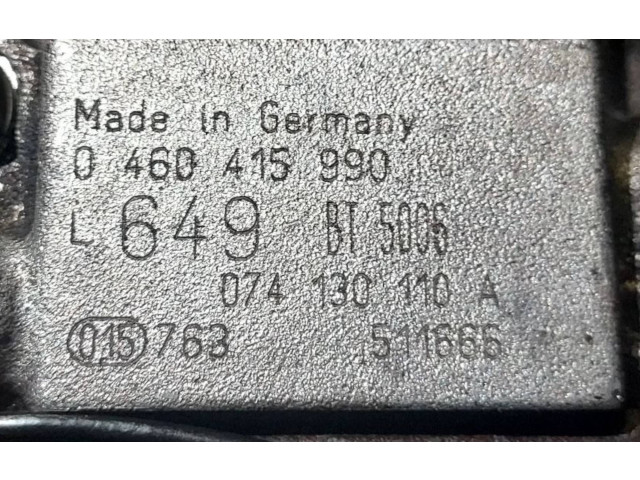 Made in Germany
0 460 415 990
L 649 BT 5006
074 130 110 A
015 763 511666